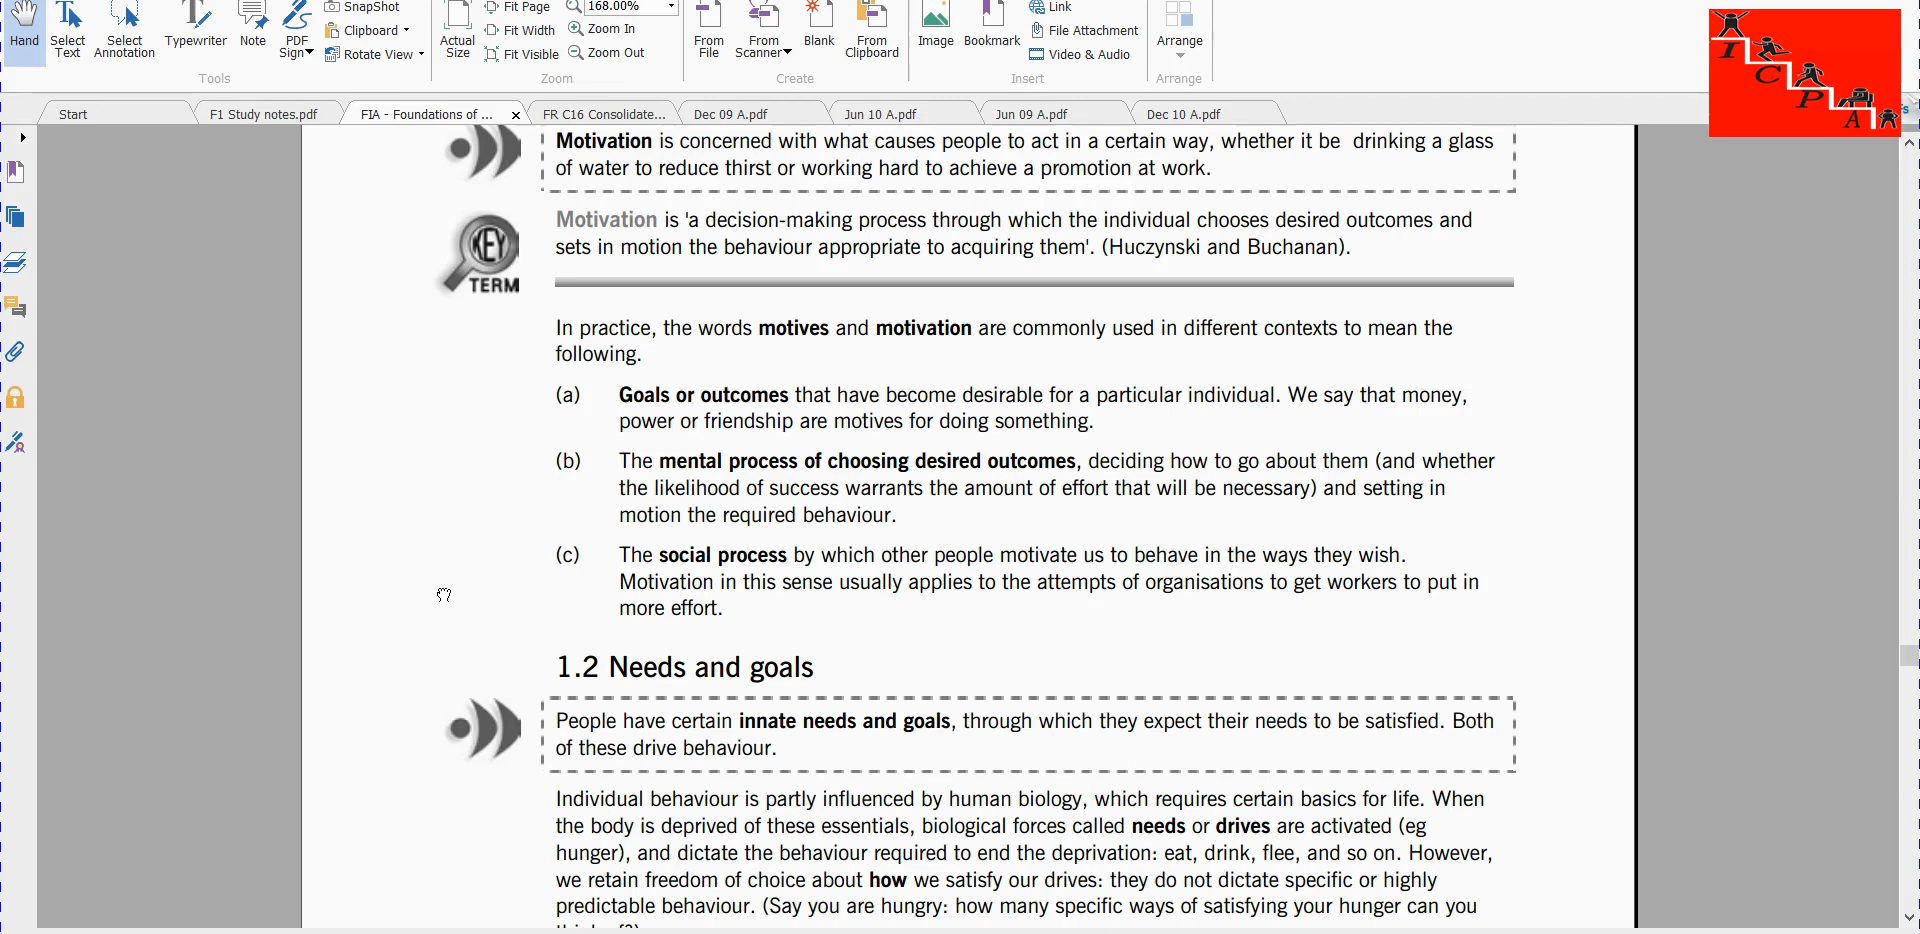 SnapShot
Fit Page
168.00%
Link
Hand
Select
Text
Select
Annotation
Typewriter
Note
PDF
Sign
Clipboard
Rotate View
Actual
Size
Fit Width
Zoom In
Fit Visible
Zoom Out
From
File
From
Scanner
Blank
From
Clipboard
Image
Bookmark
File Attachment
Video & Audio
Arrange
Tools
Zoom
Create
Insert
Arrange
I
C
P
A
Start
F1 Study notes.pdf
FIA - Foundations of ...
FR C16 Consolidate...
Dec 09 A.pdf
Jun 10 A.pdf
Jun 09 A.pdf
Dec 10 A.pdf
Motivation is concerned with what causes people to act in a certain way, whether it be drinking a glass
of water to reduce thirst or working hard to achieve a promotion at work.
KEY
TERM
Motivation is 'a decision-making process through which the individual chooses desired outcomes and
sets in motion the behaviour appropriate to acquiring them'. (Huczynski and Buchanan).
In practice, the words motives and motivation are commonly used in different contexts to mean the
following.
(a) Goals or outcomes that have become desirable for a particular individual. We say that money,
power or friendship are motives for doing something.
(b) The mental process of choosing desired outcomes, deciding how to go about them (and whether
the likelihood of success warrants the amount of effort that will be necessary) and setting in
motion the required behaviour.
(c) The social process by which other people motivate us to behave in the ways they wish.
Motivation in this sense usually applies to the attempts of organisations to get workers to put in
more effort.
1.2 Needs and goals
People have certain innate needs and goals, through which they expect their needs to be satisfied. Both
of these drive behaviour.
Individual behaviour is partly influenced by human biology, which requires certain basics for life. When
the body is deprived of these essentials, biological forces called needs or drives are activated (eg
hunger), and dictate the behaviour required to end the deprivation: eat, drink, flee, and so on. However,
we retain freedom of choice about how we satisfy our drives: they do not dictate specific or highly
predictable behaviour. (Say you are hungry: how many specific ways of satisfying your hunger can you